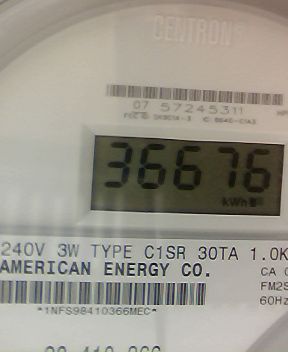 CENTRON
07 57245311
36676
kWh
240V 3W TYPE C1SR 30TA 1.0K
AMERICAN ENERGY CO.
CA
FM2S
60Hz
*1NFS98410366MEC*